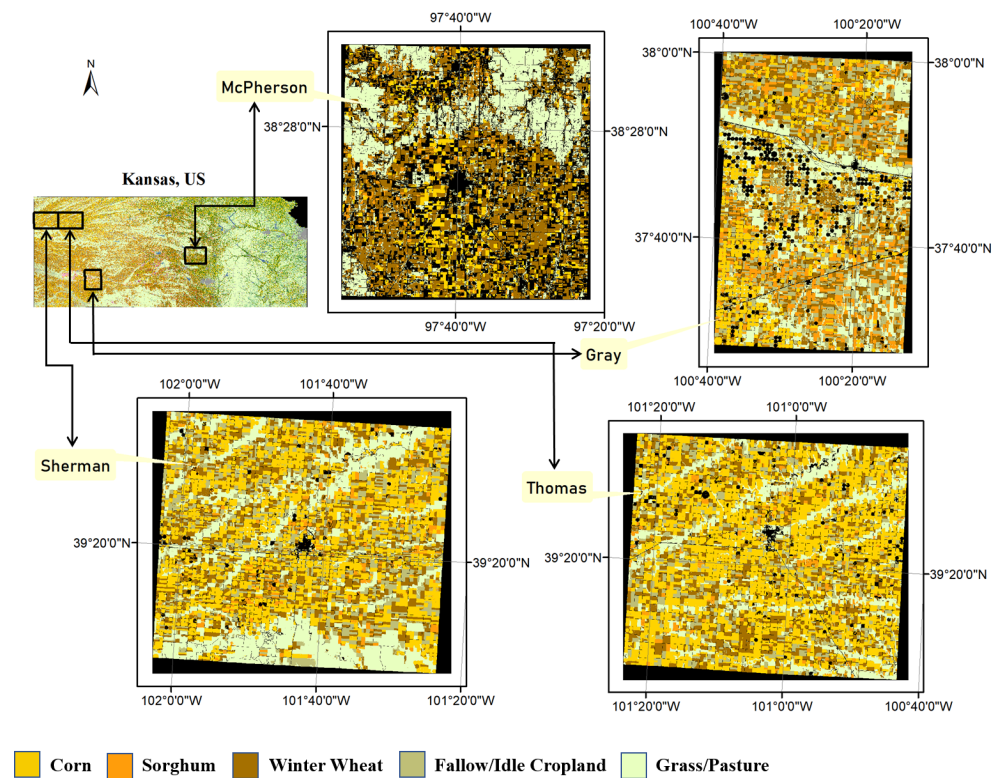 97°40'0"W
100°40'0"W 100°20'0"W
N
McPherson
38°0'0"N
38°0'0"N
38°28'0"N
38°28'0"N
Kansas, US
37°40'0"N
37°40'0"N
97°40'0"W 97°20'0"W
Gray
100°40'0"W 100°20'0"W
102°0'0"W 101°40'0"W
101°20'0"W 101°0'0"W
Sherman
Thomas
39°20'0"N
39°20'0"N
39°20'0"N
39°20'0"N
102°0'0"W 101°40'0"W 101°20'0"W
101°20'0"W 101°0'0"W 100°40'0"W
Corn Sorghum Winter Wheat Fallow/Idle Cropland Grass/Pasture